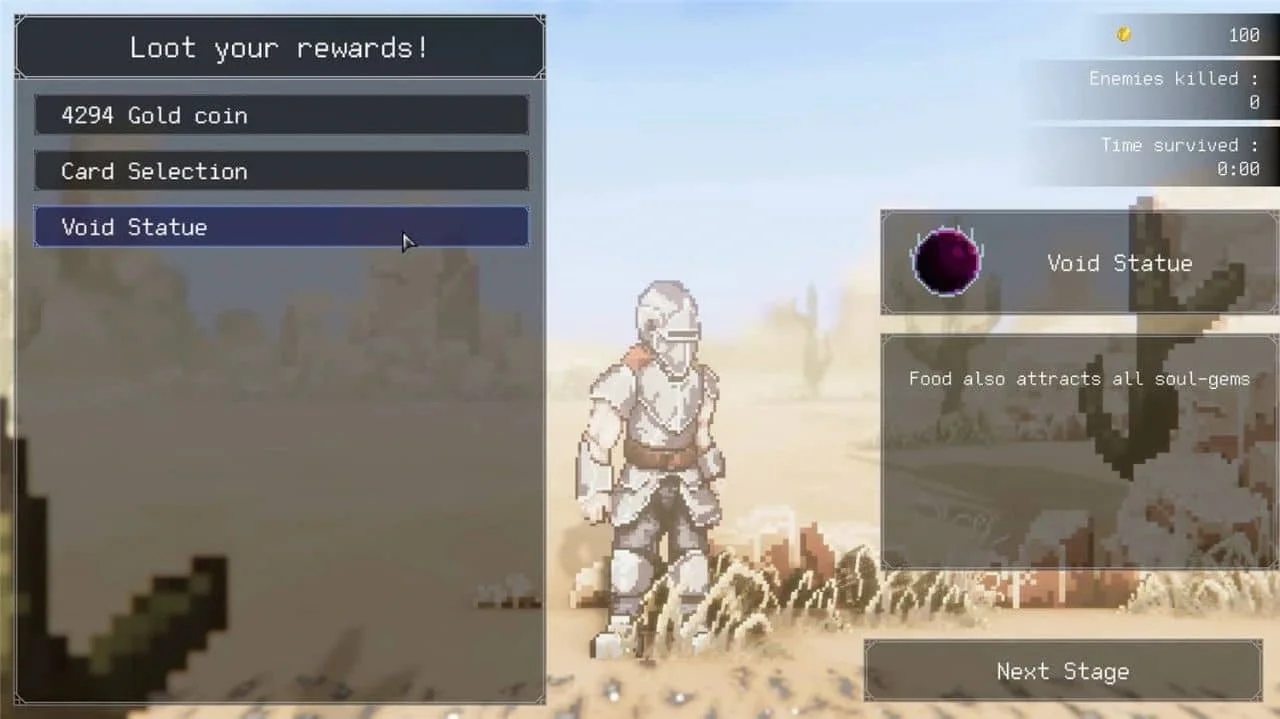 Loot your rewards!
4294 Gold coin
Card Selection
Void Statue
100
Enemies killed :
0
Time survived :
0:00
Void Statue
Food also attracts all soul-gems
Next Stage